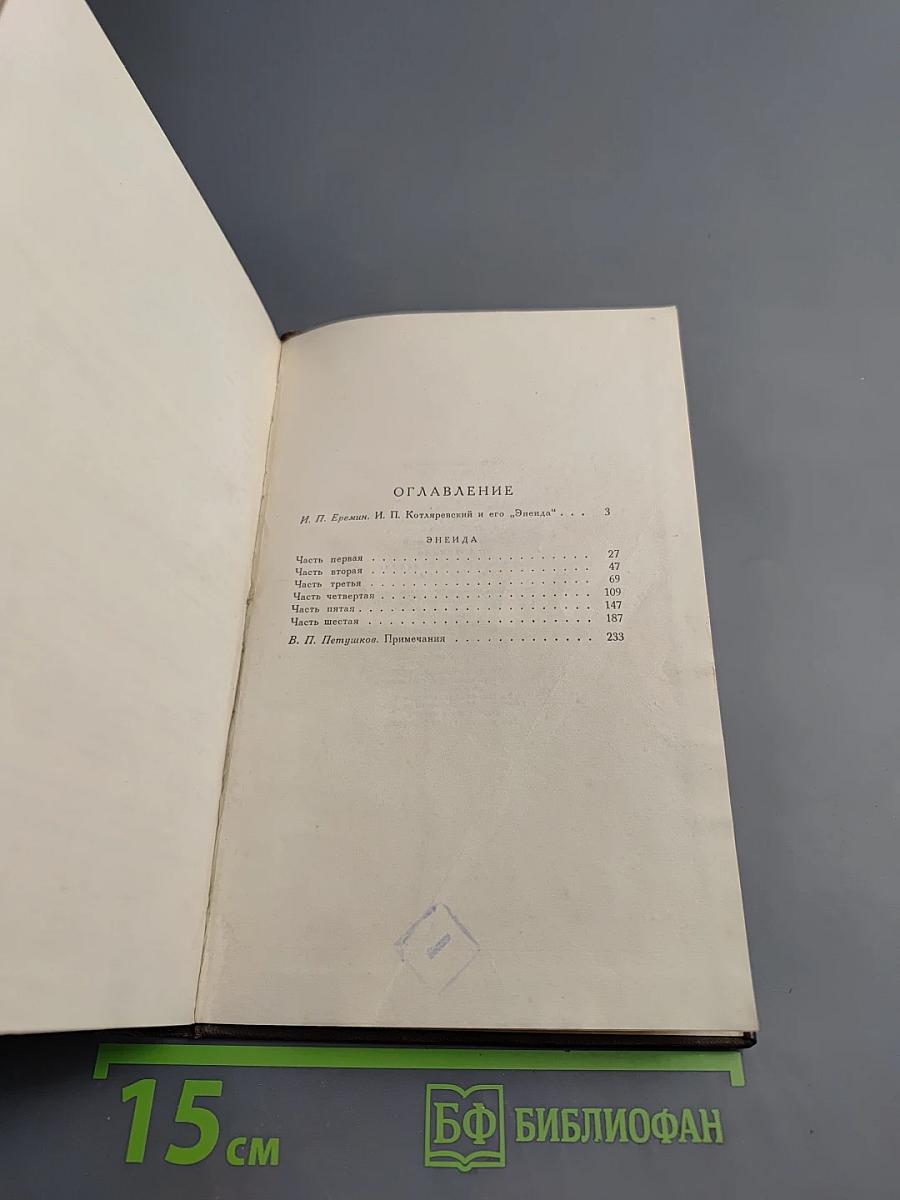 ОГЛАВЛЕНИЕ
И. П. Еремин. И. П. Котляревский и его „Энеида“ . . . 3
ЭНЕИДА
Часть первая . . . . . . . . . . . . . . . . . . . . . 27
Часть вторая . . . . . . . . . . . . . . . . . . . . . 47
Часть третья . . . . . . . . . . . . . . . . . . . . . 69
Часть четвертая . . . . . . . . . . . . . . . . . . . . 109
Часть пятая . . . . . . . . . . . . . . . . . . . . . . 147
Часть шестая . . . . . . . . . . . . . . . . . . . . . 187
В. П. Петушков. Примечания . . . . . . . . . . . . . 233
15 см
БФ БИБЛИОФАН